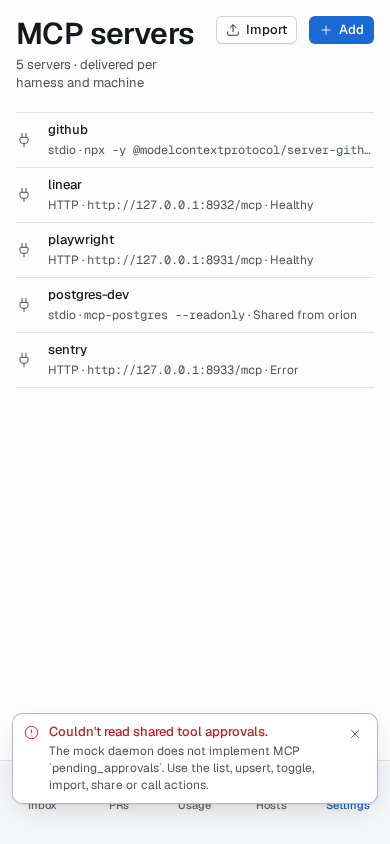 MCP servers
Import
Add
5 servers · delivered per
harness and machine
github
stdio · npx -y @modelcontextprotocol/server-gith…
linear
HTTP · http://127.0.0.1:8932/mcp · Healthy
playwright
HTTP · http://127.0.0.1:8931/mcp · Healthy
postgres-dev
stdio · mcp-postgres --readonly · Shared from orion
sentry
HTTP · http://127.0.0.1:8933/mcp · Error
Couldn't read shared tool approvals.
The mock daemon does not implement MCP
`pending_approvals`. Use the list, upsert, toggle,
import, share or call actions.
Inbox PRs Usage Hosts Settings